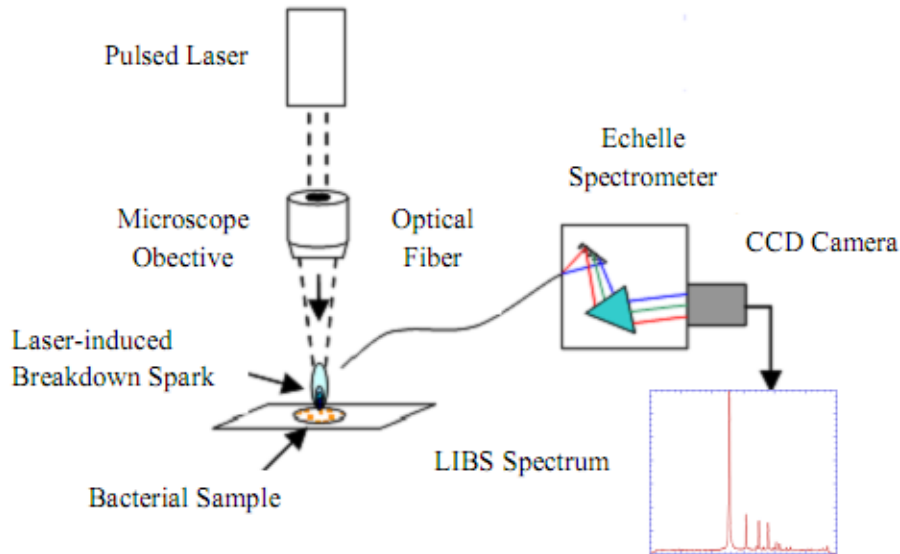 Pulsed Laser
Echelle
Spectrometer
Microscope
Obective
Optical
Fiber
CCD Camera
Laser-induced
Breakdown Spark
LIBS Spectrum
Bacterial Sample